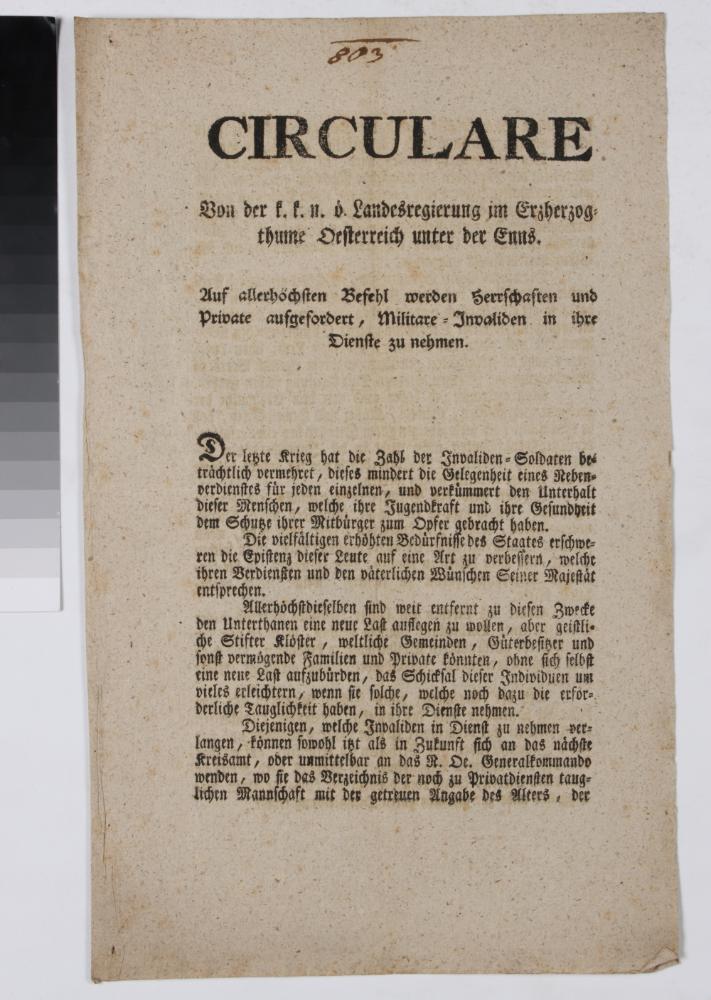 803
CIRCULARE
Von der k. k. n. ö. Landesregierung im Erzherzog-
thume Oesterreich unter der Enns.
Auf allerhöchsten Befehl werden Herrschaften und
Private aufgefordert, Militare-Invaliden in ihre
Dienste zu nehmen.
Der letzte Krieg hat die Zahl der Invaliden-Soldaten be-
trächtlich vermehret, dieses mindert die Gelegenheit eines Neben-
verdienstes für jeden einzelnen, und verkümmert den Unterhalt
dieser Menschen, welche ihre Jugendkraft und ihre Gesundheit
dem Schutze ihrer Mitbürger zum Opfer gebracht haben.
Die vielfältigen erhöhten Bedürfnisse des Staates erschwe-
ren die Existenz dieser Leute auf eine Art zu verbessern, welche
ihren Verdiensten und den väterlichen Wünschen Seiner Majestät
entsprechen.
Allerhöchstdieselben sind weit entfernt zu diesen Zwecke
den Unterthanen eine neue Last auflegen zu wollen, aber geistli-
che Stifter Klöster, weltliche Gemeinden, Güterbesitzer und
sonst vermögende Familien und Private könnten, ohne sich selbst
eine neue Last aufzubürden, das Schicksal dieser Individuen um
vieles erleichtern, wenn sie solche, welche noch dazu die erfor-
derliche Tauglichkeit haben, in ihre Dienste nehmen.
Diejenigen, welche Invaliden in Dienst zu nehmen ver-
langen, können sowohl itzt als in Zukunft sich an das nächste
Kreisamt, oder unmittelbar an das N. Oe. Generalkommando
wenden, wo sie das Verzeichnis der noch zu Privatdiensten taug-
lichen Mannschaft mit der getreuen Angabe des Alters, der